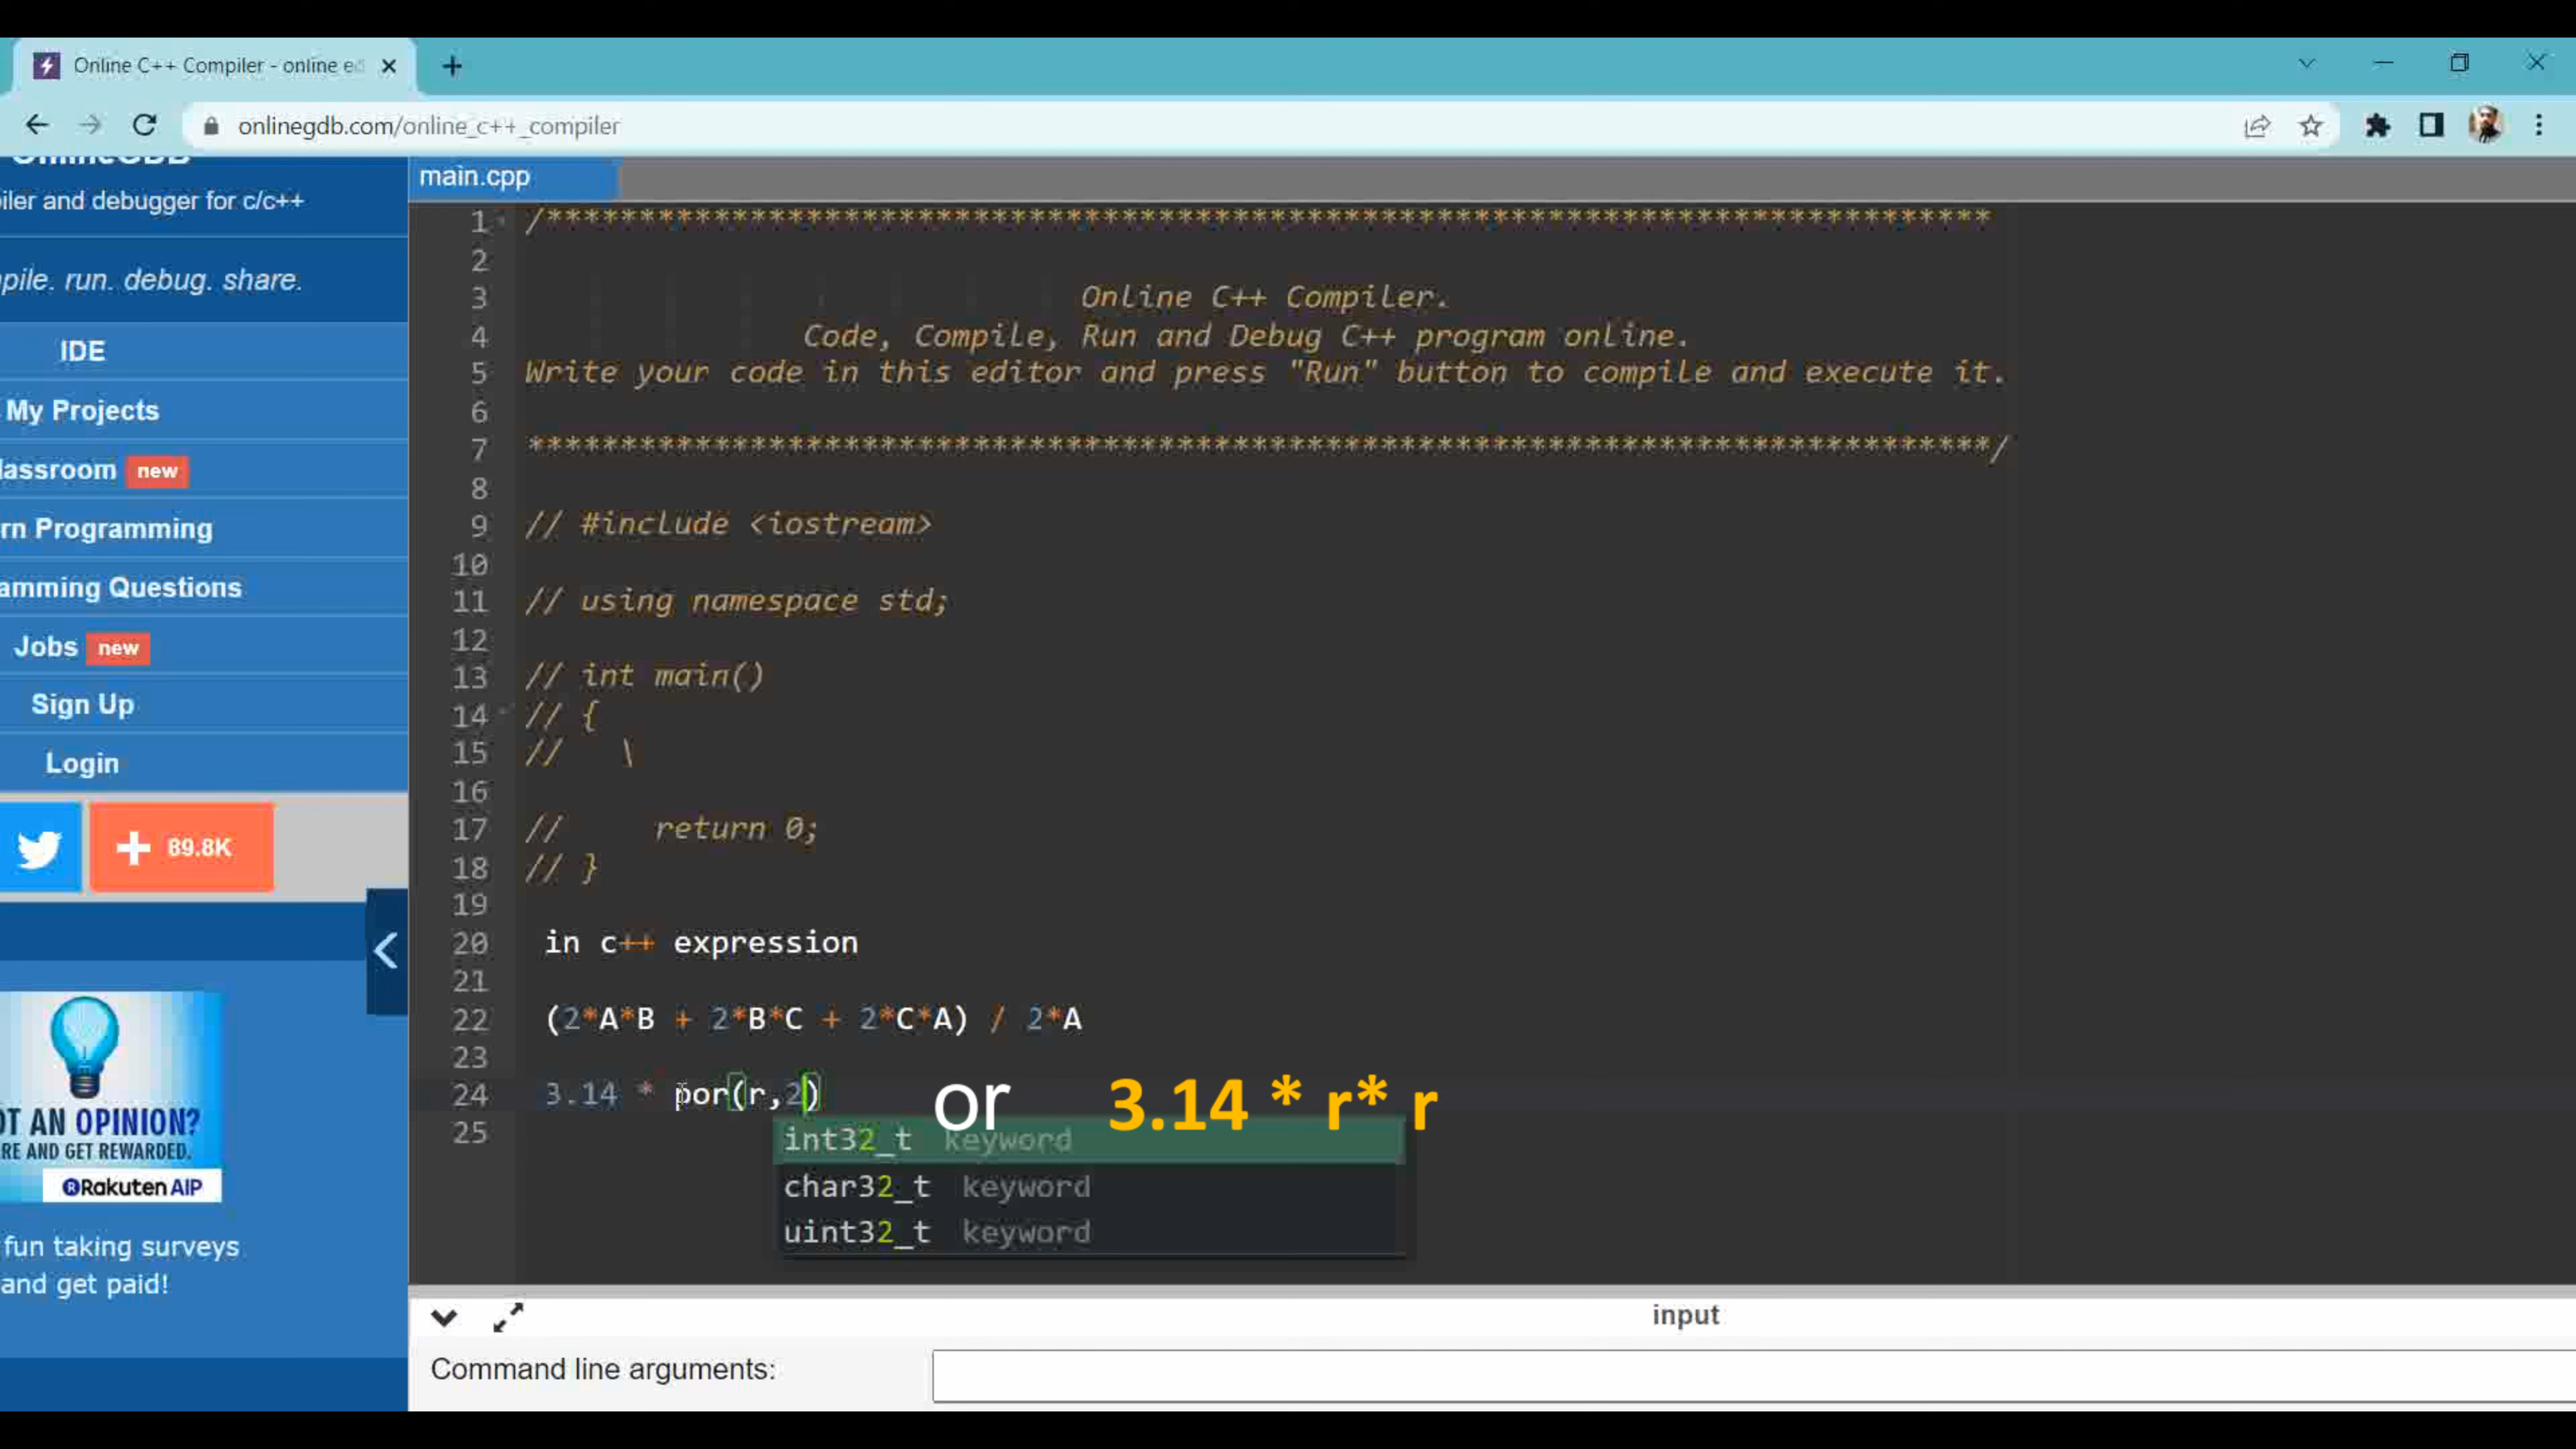 Online C++ Compiler - online ed
onlinegdb.com/online_c++_compiler
OnlineGDB
iler and debugger for c/c++
pile. run. debug. share.
IDE
My Projects
lassroom new
rn Programming
amming Questions
Jobs new
Sign Up
Login
89.8K
OT AN OPINION?
RE AND GET REWARDED.
Rakuten AIP
fun taking surveys
and get paid!
main.cpp
1 /******************************************************************************
2
3 Online C++ Compiler.
4 Code, Compile, Run and Debug C++ program online.
5 Write your code in this editor and press "Run" button to compile and execute it.
6
7 *******************************************************************************/
8
9 // #include <iostream>
10
11 // using namespace std;
12
13 // int main()
14 // {
15 // \
16
17 // return 0;
18 // }
19
20 in c++ expression
21
22 (2*A*B + 2*B*C + 2*C*A) / 2*A
23
24 3.14 * por(r,2) or 3.14 * r* r
25
int32_t keyword
char32_t keyword
uint32_t keyword
input
Command line arguments: